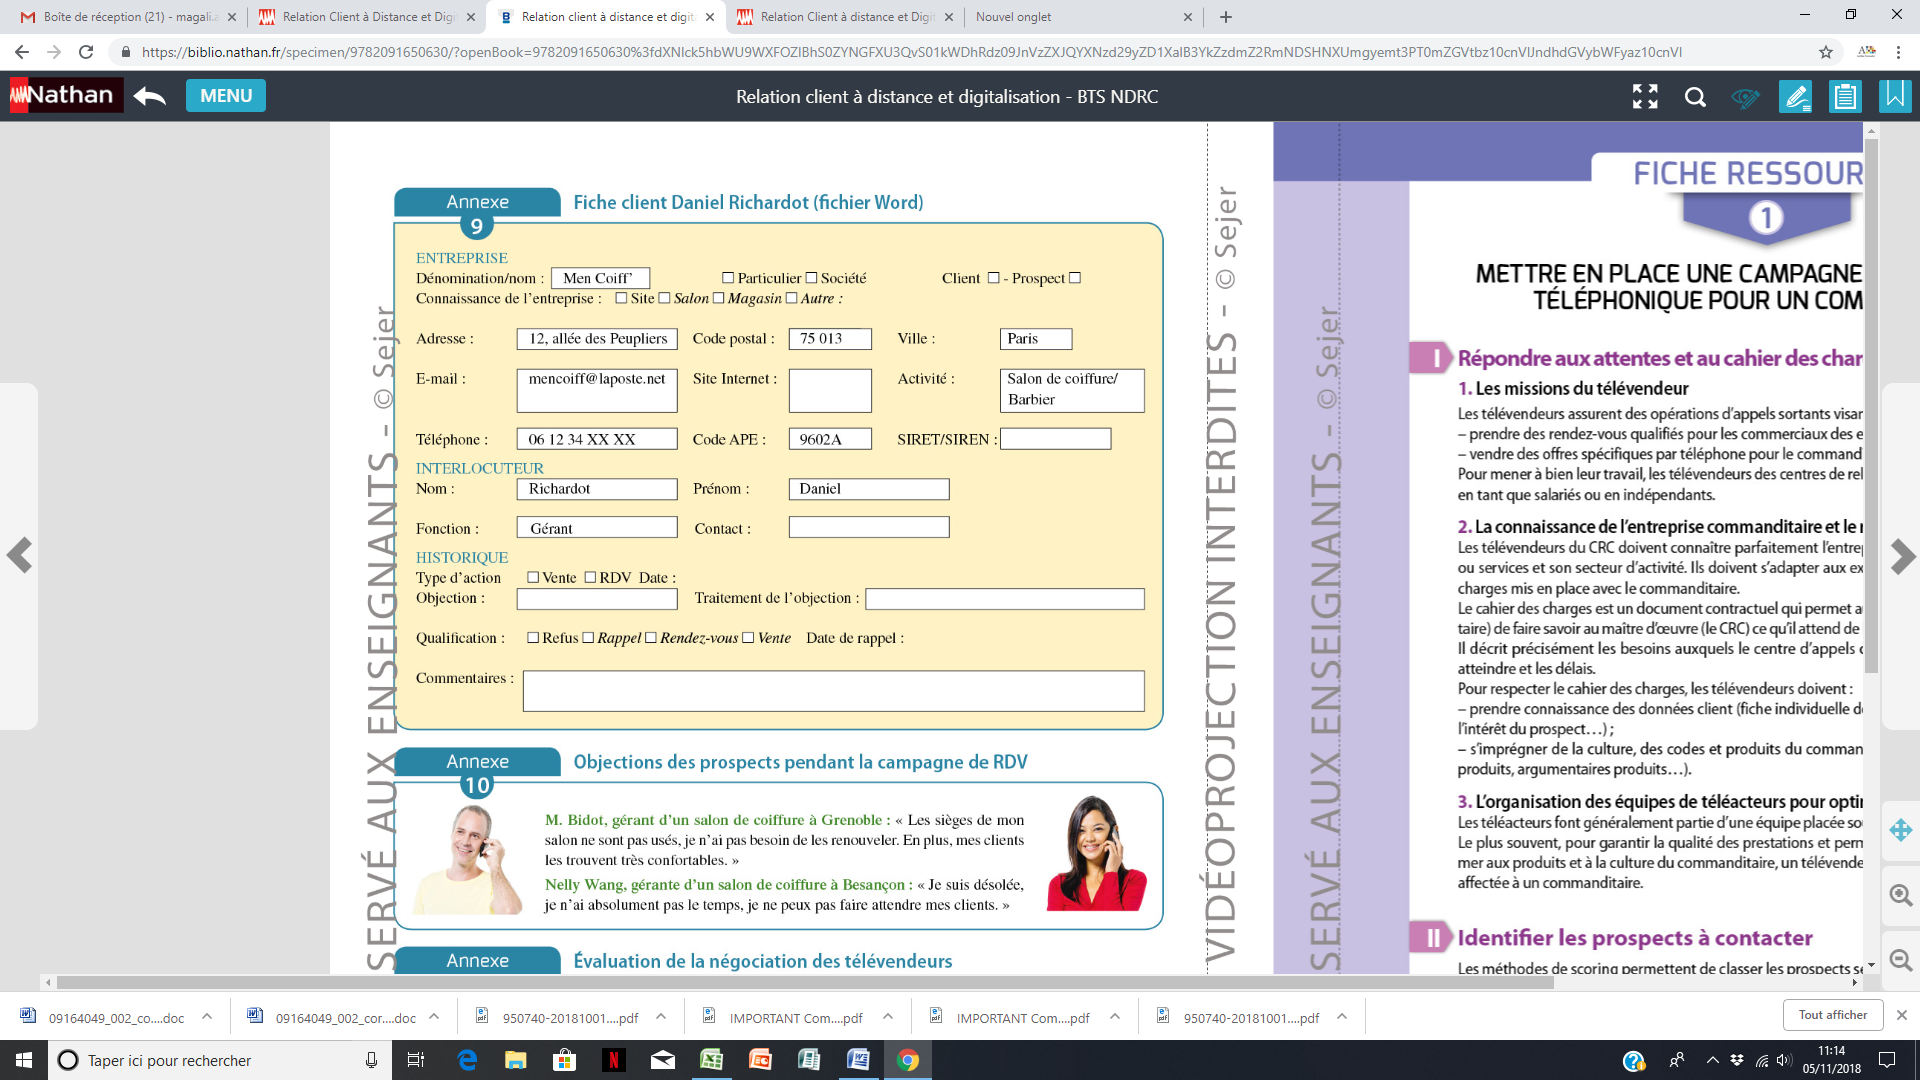 Boîte de réception (21) - magali.a
Relation Client à Distance et Digi
Relation client à distance et digit
Relation Client à distance et Digi
Nouvel onglet
https://biblio.nathan.fr/specimen/9782091650630/?openBook=
Nathan
MENU
Relation client à distance et digitalisation - BTS NDRC
Annexe 9
Fiche client Daniel Richardot (fichier Word)
ENTREPRISE
Dénomination/nom : Men Coiff’ ☐ Particulier ☐ Société Client ☐ - Prospect ☐
Connaissance de l’entreprise : ☐ Site ☐ Salon ☐ Magasin ☐ Autre :
Adresse : 12, allée des Peupliers Code postal : 75 013 Ville : Paris
E-mail : mencoiff@laposte.net Site Internet : Activité : Salon de coiffure/
Barbier
Téléphone : 06 12 34 XX XX Code APE : 9602A SIRET/SIREN :
INTERLOCUTEUR
Nom : Richardot Prénom : Daniel
Fonction : Gérant Contact :
HISTORIQUE
Type d’action ☐ Vente ☐ RDV Date :
Objection : Traitement de l’objection :
Qualification : ☐ Refus ☐ Rappel ☐ Rendez-vous ☐ Vente Date de rappel :
Commentaires :
Annexe 10
Objections des prospects pendant la campagne de RDV
M. Bidot, gérant d’un salon de coiffure à Grenoble : « Les sièges de mon
salon ne sont pas usés, je n’ai pas besoin de les renouveler. En plus, mes clients
les trouvent très confortables. »
Nelly Wang, gérante d’un salon de coiffure à Besançon : « Je suis désolée,
je n’ai absolument pas le temps, je ne peux pas faire attendre mes clients. »
Annexe
Évaluation de la négociation des télévendeurs
SERVÉ AUX ENSEIGNANTS - © Sejer
VIDÉOPROJECTION INTERDITES - © Sejer
SERVÉ AUX ENSEIGNANTS - © Sejer
FICHE RESSOUR
1
METTRE EN PLACE UNE CAMPAGNE
TÉLÉPHONIQUE POUR UN COM
I Répondre aux attentes et au cahier des char
1. Les missions du télévendeur
Les télévendeurs assurent des opérations d’appels sortants visan
– prendre des rendez-vous qualifiés pour les commerciaux des e
– vendre des offres spécifiques par téléphone pour le command
Pour mener à bien leur travail, les télévendeurs des centres de rel
en tant que salariés ou en indépendants.
2. La connaissance de l’entreprise commanditaire et le
Les télévendeurs du CRC doivent connaître parfaitement l’entrep
ou services et son secteur d’activité. Ils doivent s’adapter aux ex
charges mis en place avec le commanditaire.
Le cahier des charges est un document contractuel qui permet a
taire) de faire savoir au maître d’œuvre (le CRC) ce qu’il attend de
Il décrit précisément les besoins auxquels le centre d’appels
atteindre et les délais.
Pour respecter le cahier des charges, les télévendeurs doivent :
– prendre connaissance des données client (fiche individuelle d
l’intérêt du prospect…) ;
– s’imprégner de la culture, des codes et produits du comman
produits, argumentaires produits…).
3. L’organisation des équipes de téléacteurs pour opti
Les téléacteurs font généralement partie d’une équipe placée so
Le plus souvent, pour garantir la qualité des prestations et perm
mer aux produits et à la culture du commanditaire, un télévende
affectée à un commanditaire.
II Identifier les prospects à contacter
Les méthodes de scoring permettent de classer les prospects se
09164049_002_co....doc
09164049_002_cor....doc
950740-20181001....pdf
IMPORTANT Com....pdf
IMPORTANT Com....pdf
950740-20181001....pdf
Tout afficher
Taper ici pour rechercher
11:14
05/11/2018